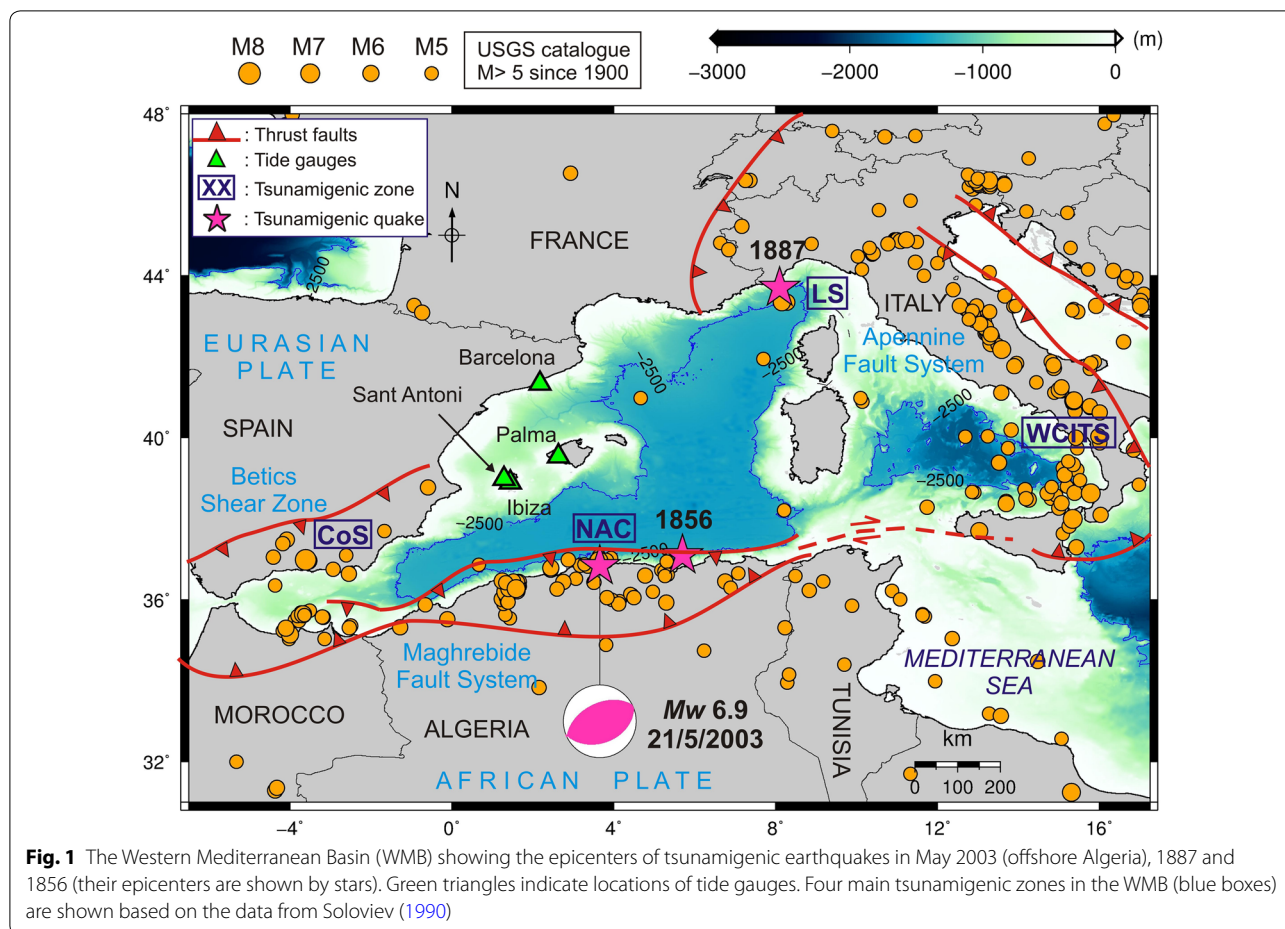 M8 M7 M6 M5
USGS catalogue
M> 5 since 1900
(m)
−3000 −2000 −1000 0
48°
: Thrust faults
: Tide gauges
XX : Tsunamigenic zone
: Tsunamigenic quake
N
2500
FRANCE
1887
44°
LS
ITALY
EURASIAN
PLATE
Barcelona
−2500
−2500
Apennine
Fault System
Sant Antoni
−2500
SPAIN
40°
Palma
WCITS
Betics
Shear Zone
Ibiza
−2500
−2500
CoS
NAC
1856
−2500
36°
Maghrebide
Fault System
MEDITERRANEAN
SEA
MOROCCO
ALGERIA
Mw 6.9
21/5/2003
TUNISIA
km
0 100 200
32°
AFRICAN PLATE
−4 0 4 8 12 16
Fig. 1 The Western Mediterranean Basin (WMB) showing the epicenters of tsunamigenic earthquakes in May 2003 (offshore Algeria), 1887 and
1856 (their epicenters are shown by stars). Green triangles indicate locations of tide gauges. Four main tsunamigenic zones in the WMB (blue boxes)
are shown based on the data from Soloviev (1990)